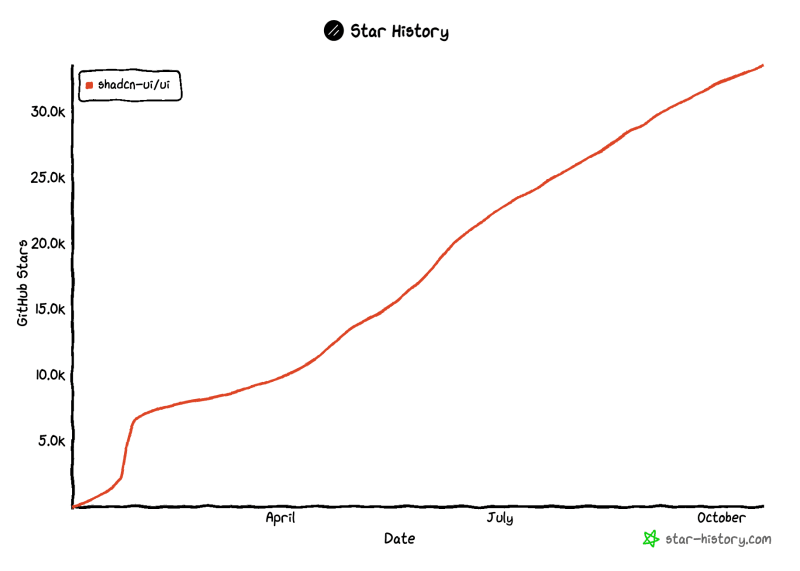 Star History
shadcn-ui/ui
30.0k
25.0k
20.0k
15.0k
10.0k
5.0k
GitHub Stars
April
July
October
Date
star-history.com